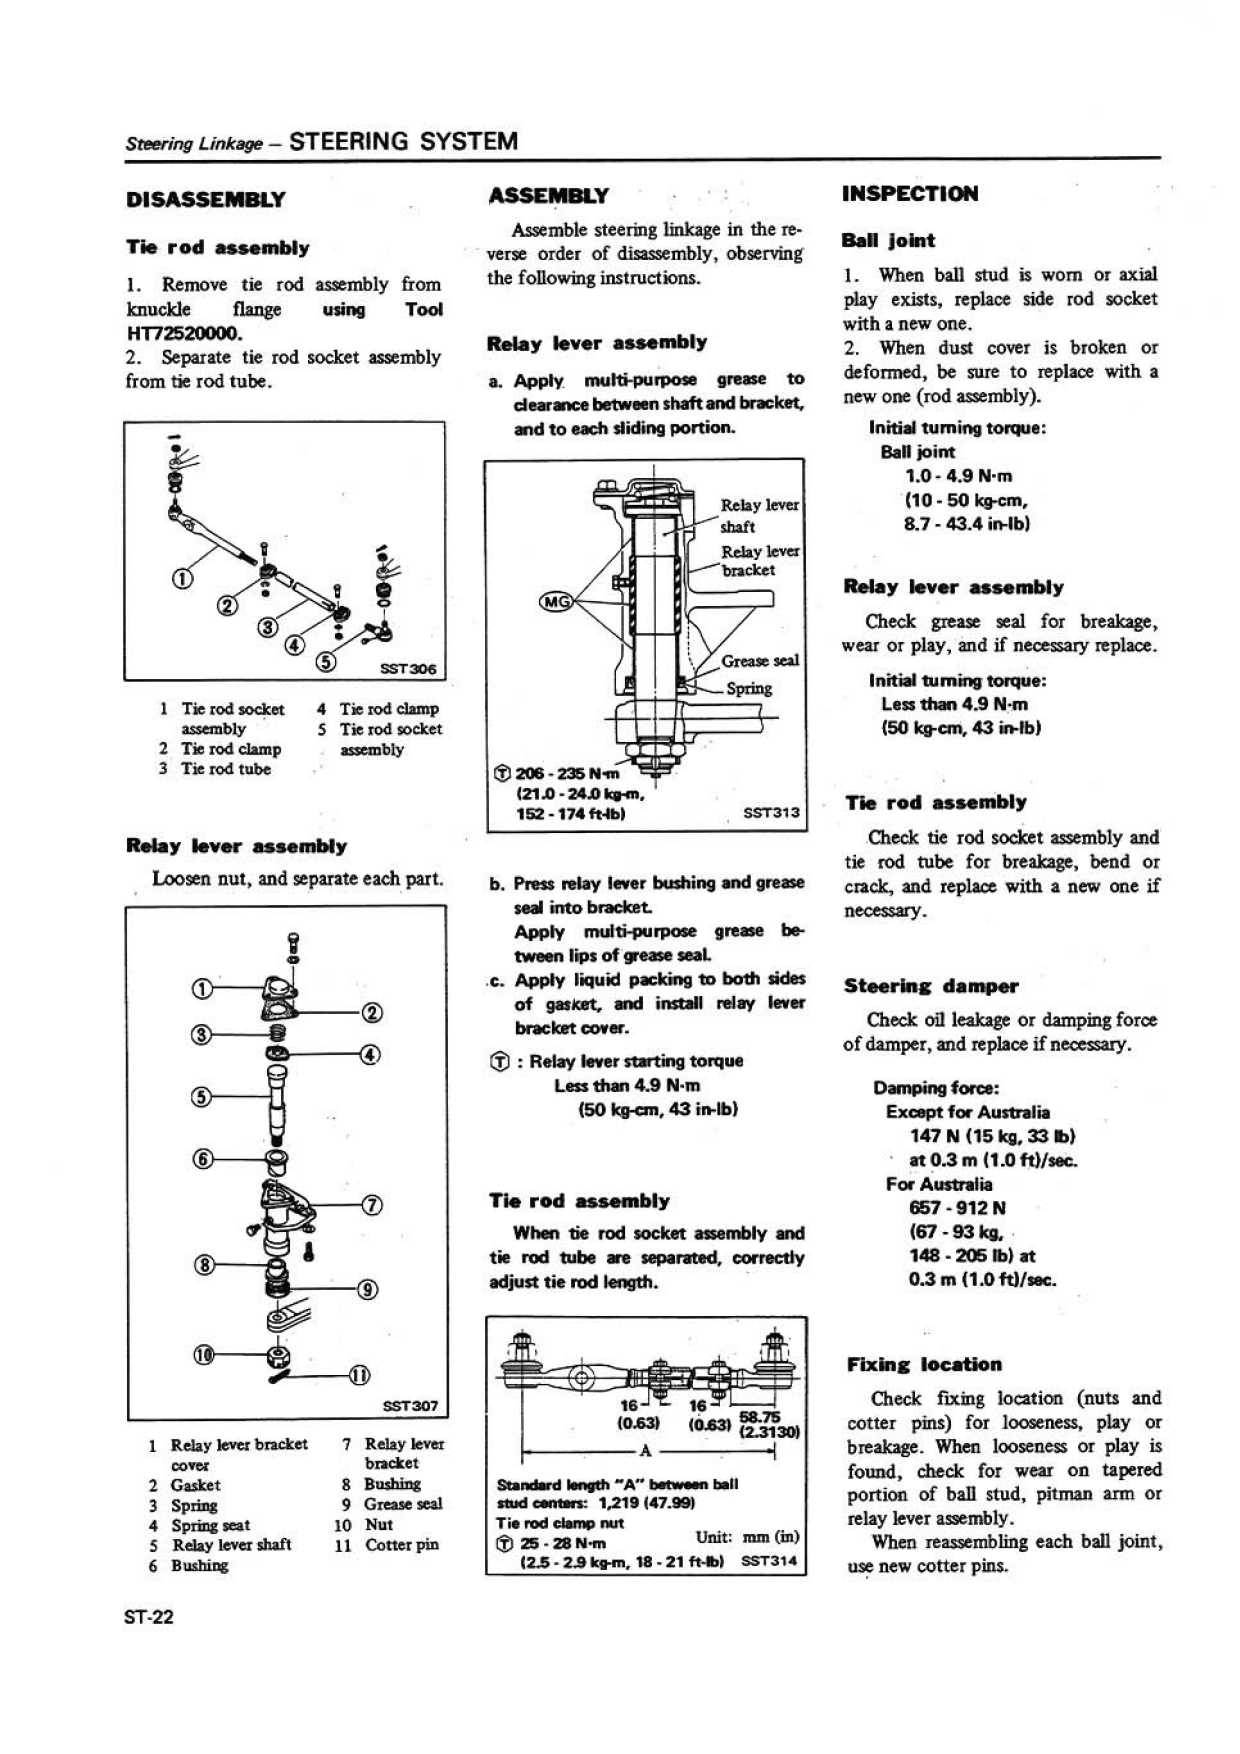 Steering Linkage – STEERING SYSTEM
DISASSEMBLY
Tie rod assembly
1. Remove tie rod assembly from
knuckle flange using Tool
HT72520000.
2. Separate tie rod socket assembly
from tie rod tube.
1
2
3
4
5
SST306
1 Tie rod socket
assembly
2 Tie rod clamp
3 Tie rod tube
4 Tie rod clamp
5 Tie rod socket
assembly
Relay lever assembly
Loosen nut, and separate each part.
1
2
3
4
5
6
7
8
9
10
11
SST307
1 Relay lever bracket
cover
2 Gasket
3 Spring
4 Spring seat
5 Relay lever shaft
6 Bushing
7 Relay lever
bracket
8 Bushing
9 Grease seal
10 Nut
11 Cotter pin
ST-22
ASSEMBLY
Assemble steering linkage in the re-
verse order of disassembly, observing
the following instructions.
Relay lever assembly
a. Apply multi-purpose grease to
clearance between shaft and bracket,
and to each sliding portion.
Relay lever
shaft
Relay lever
bracket
MG
Grease seal
Spring
Ⓣ 206 - 235 N·m
(21.0 - 24.0 kg-m,
152 - 174 ft-lb)
SST313
b. Press relay lever bushing and grease
seal into bracket.
Apply multi-purpose grease be-
tween lips of grease seal.
c. Apply liquid packing to both sides
of gasket, and install relay lever
bracket cover.
Ⓣ : Relay lever starting torque
Less than 4.9 N·m
(50 kg-cm, 43 in-lb)
Tie rod assembly
When tie rod socket assembly and
tie rod tube are separated, correctly
adjust tie rod length.
16
(0.63)
16
(0.63)
58.75
(2.3130)
A
Standard length "A" between ball
stud centers: 1,219 (47.99)
Tie rod clamp nut
Ⓣ 25 - 28 N·m
(2.5 - 2.9 kg-m, 18 - 21 ft-lb)
Unit: mm (in)
SST314
INSPECTION
Ball joint
1. When ball stud is worn or axial
play exists, replace side rod socket
with a new one.
2. When dust cover is broken or
deformed, be sure to replace with a
new one (rod assembly).
Initial turning torque:
Ball joint
1.0 - 4.9 N·m
(10 - 50 kg-cm,
8.7 - 43.4 in-lb)
Relay lever assembly
Check grease seal for breakage,
wear or play, and if necessary replace.
Initial turning torque:
Less than 4.9 N·m
(50 kg-cm, 43 in-lb)
Tie rod assembly
Check tie rod socket assembly and
tie rod tube for breakage, bend or
crack, and replace with a new one if
necessary.
Steering damper
Check oil leakage or damping force
of damper, and replace if necessary.
Damping force:
Except for Australia
147 N (15 kg, 33 lb)
at 0.3 m (1.0 ft)/sec.
For Australia
657 - 912 N
(67 - 93 kg,
148 - 205 lb) at
0.3 m (1.0 ft)/sec.
Fixing location
Check fixing location (nuts and
cotter pins) for looseness, play or
breakage. When looseness or play is
found, check for wear on tapered
portion of ball stud, pitman arm or
relay lever assembly.
When reassembling each ball joint,
use new cotter pins.